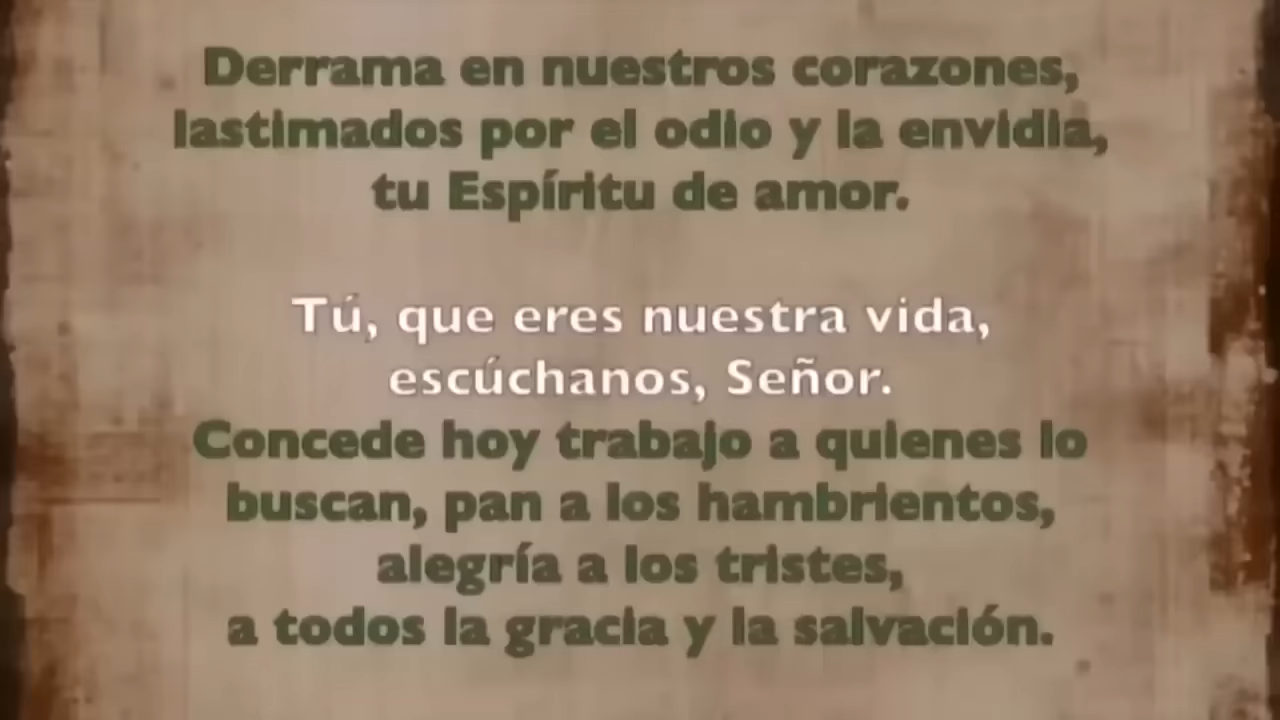 Derrama en nuestros corazones,
lastimados por el odio y la envidia,
tu Espíritu de amor.
Tú, que eres nuestra vida,
escúchanos, Señor.
Concede hoy trabajo a quienes lo
buscan, pan a los hambrientos,
alegría a los tristes,
a todos la gracia y la salvación.